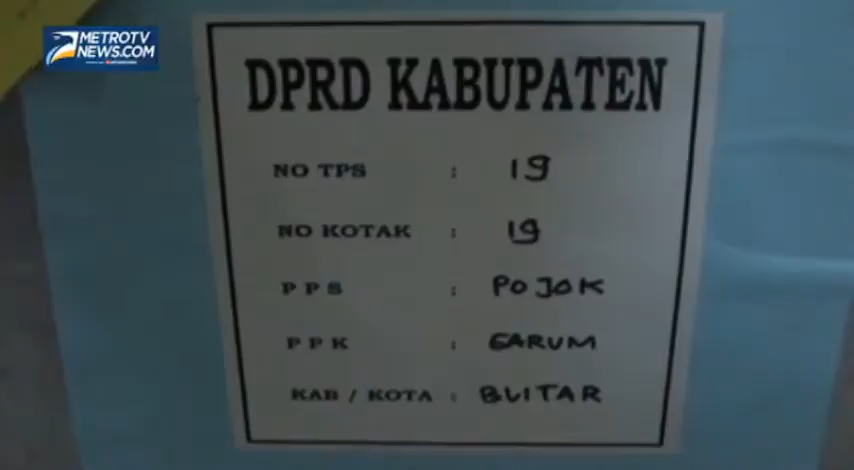 METROTV
NEWS.COM
DPRD KABUPATEN
NO TPS : 19
NO KOTAK : 19
PPS : POJOK
PPK : GARUM
KAB / KOTA : BLITAR